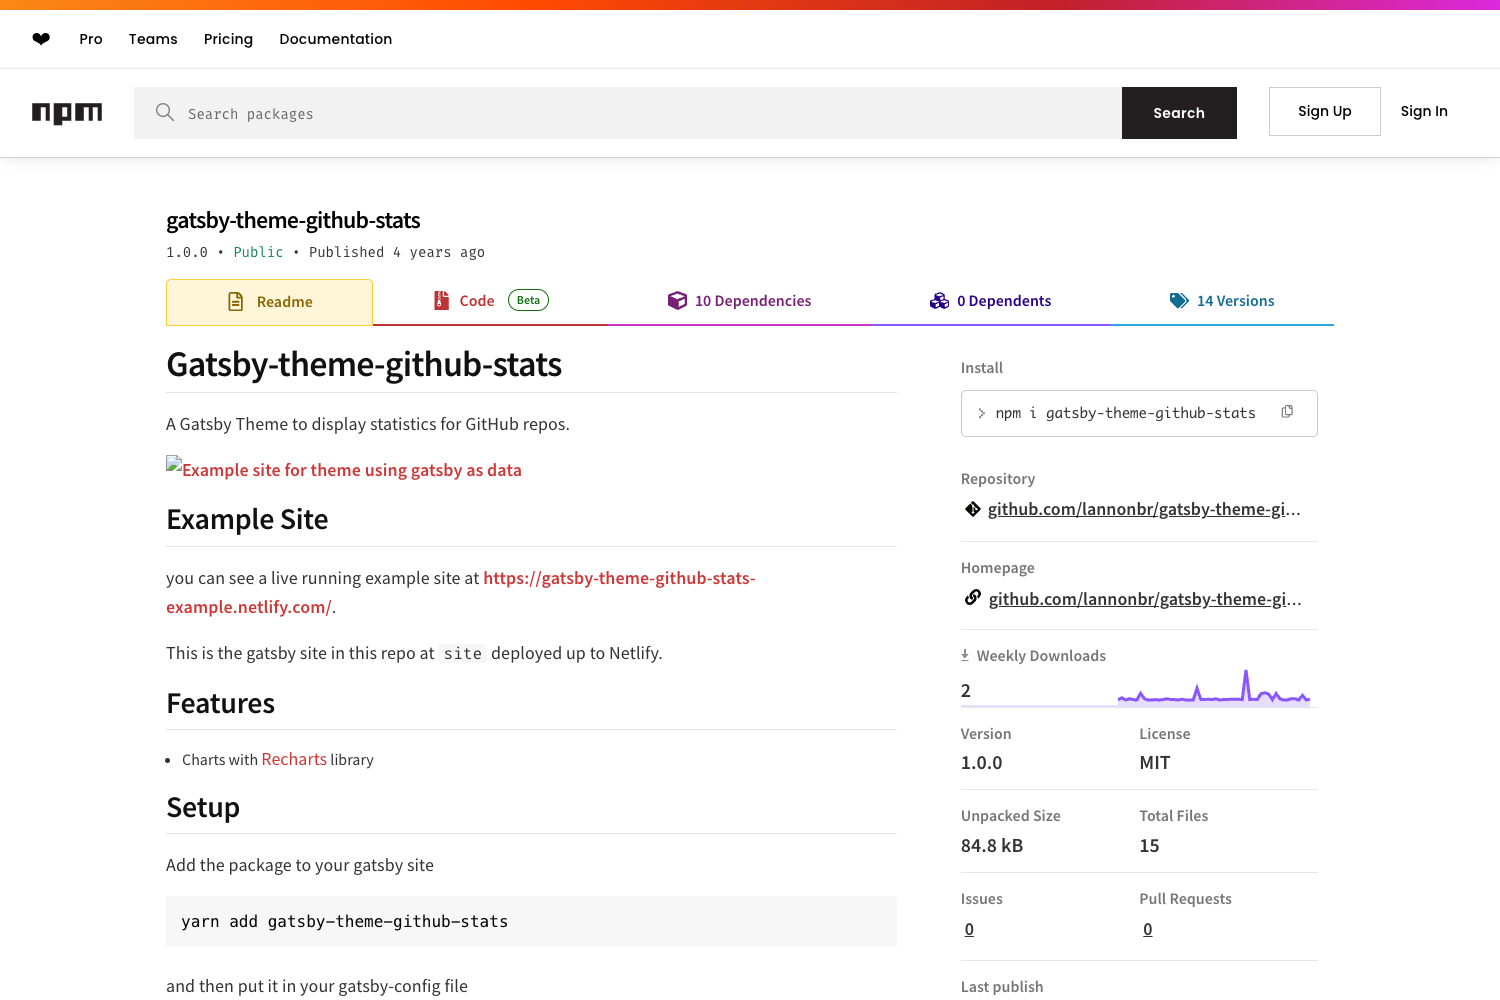 ❤ Pro Teams Pricing Documentation
npm Search packages Search Sign Up Sign In
gatsby-theme-github-stats
1.0.0 • Public • Published 4 years ago
Readme Code Beta 10 Dependencies 0 Dependents 14 Versions
Gatsby-theme-github-stats
A Gatsby Theme to display statistics for GitHub repos.
Example site for theme using gatsby as data
Example Site
you can see a live running example site at https://gatsby-theme-github-stats-
example.netlify.com/.
This is the gatsby site in this repo at site deployed up to Netlify.
Features
• Charts with Recharts library
Setup
Add the package to your gatsby site
yarn add gatsby-theme-github-stats
and then put it in your gatsby-config file
Install
> npm i gatsby-theme-github-stats
Repository
github.com/lannonbr/gatsby-theme-gi...
Homepage
github.com/lannonbr/gatsby-theme-gi...
Weekly Downloads
2
Version License
1.0.0 MIT
Unpacked Size Total Files
84.8 kB 15
Issues Pull Requests
0 0
Last publish